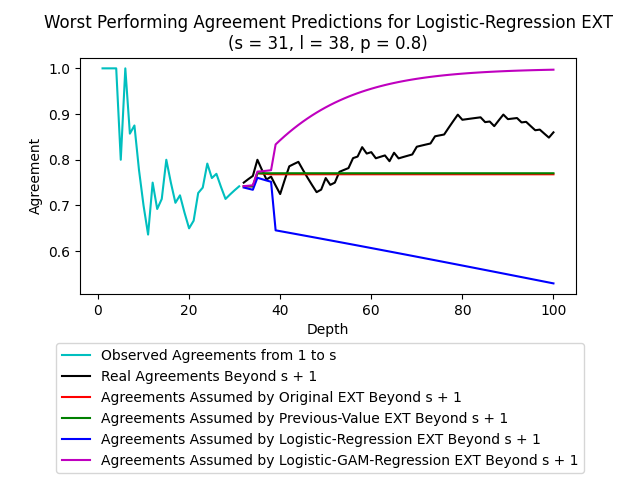 Worst Performing Agreement Predictions for Logistic-Regression EXT
(s = 31, l = 38, p = 0.8)
1.0
0.9
0.8
0.7
0.6
Agreement
0
20
40
60
80
100
Depth
Observed Agreements from 1 to s
Real Agreements Beyond s + 1
Agreements Assumed by Original EXT Beyond s + 1
Agreements Assumed by Previous-Value EXT Beyond s + 1
Agreements Assumed by Logistic-Regression EXT Beyond s + 1
Agreements Assumed by Logistic-GAM-Regression EXT Beyond s + 1